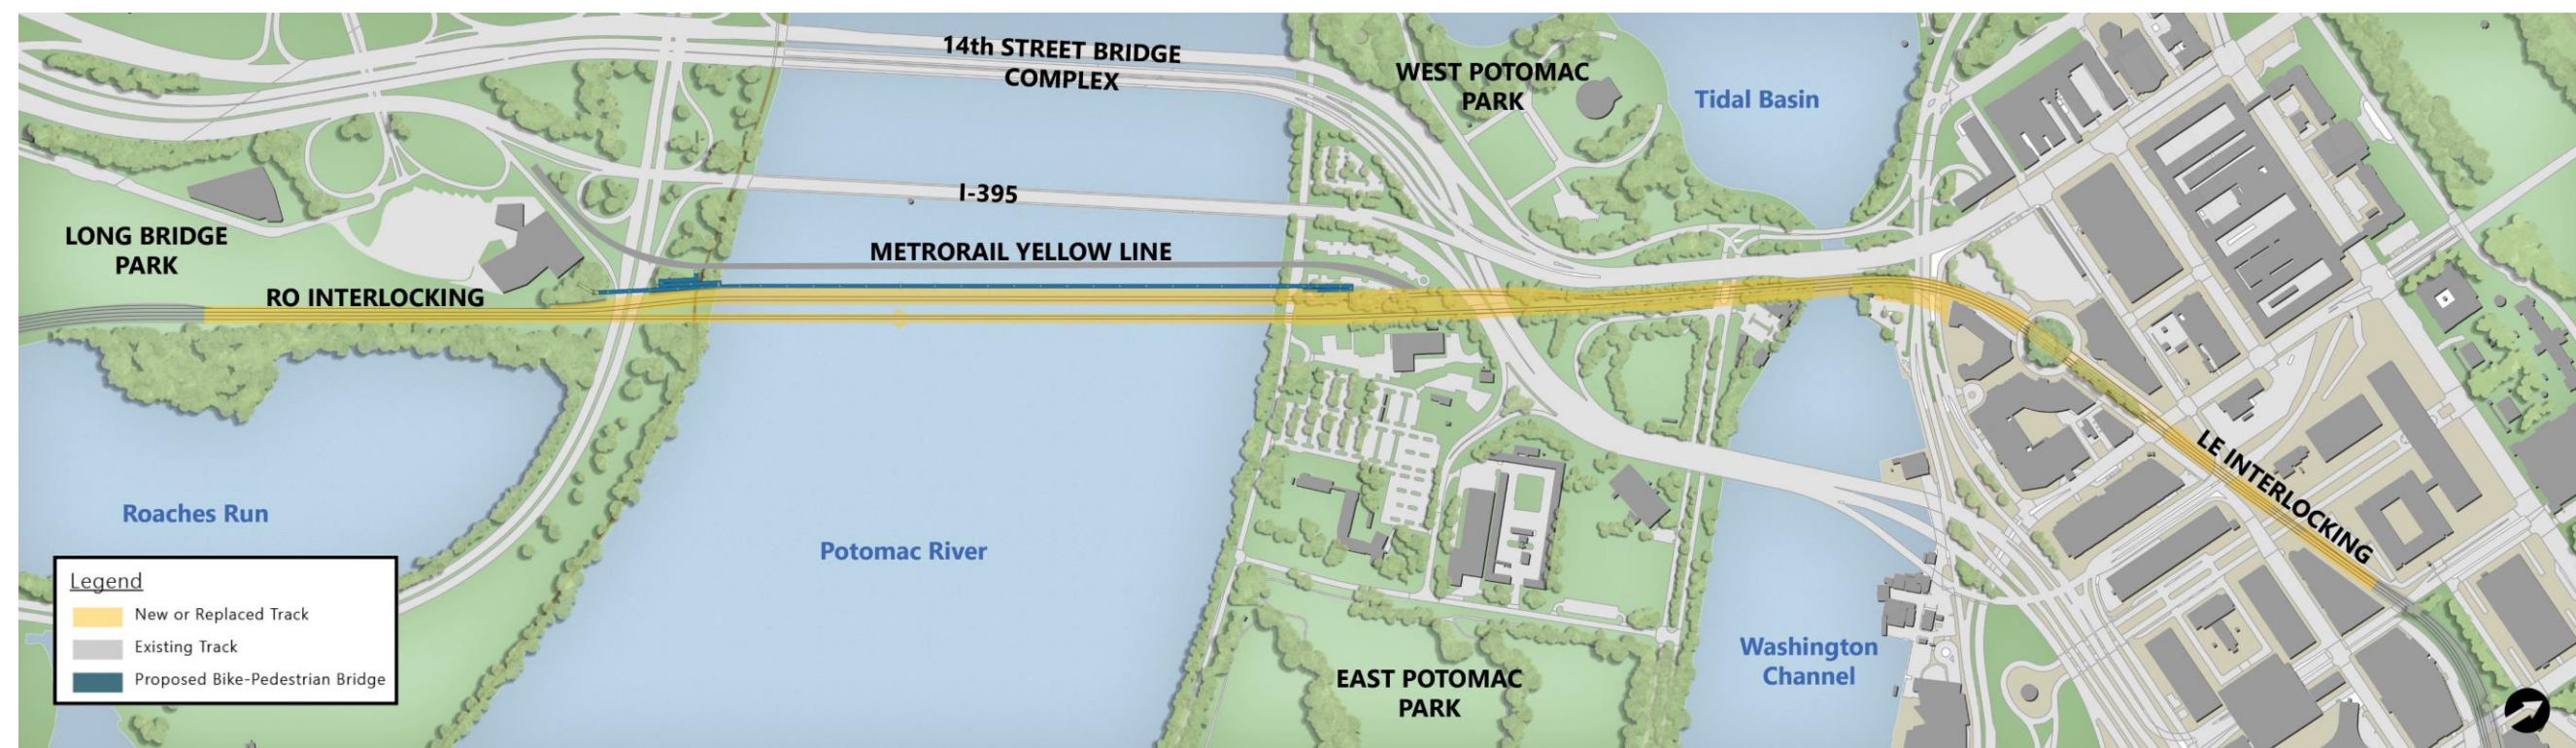 14th STREET BRIDGE
COMPLEX
WEST POTOMAC
PARK
Tidal Basin
I-395
LONG BRIDGE
PARK
METRORAIL YELLOW LINE
RO INTERLOCKING
LE INTERLOCKING
Roaches Run
Potomac River
Washington
Channel
EAST POTOMAC
PARK
Legend
New or Replaced Track
Existing Track
Proposed Bike-Pedestrian Bridge